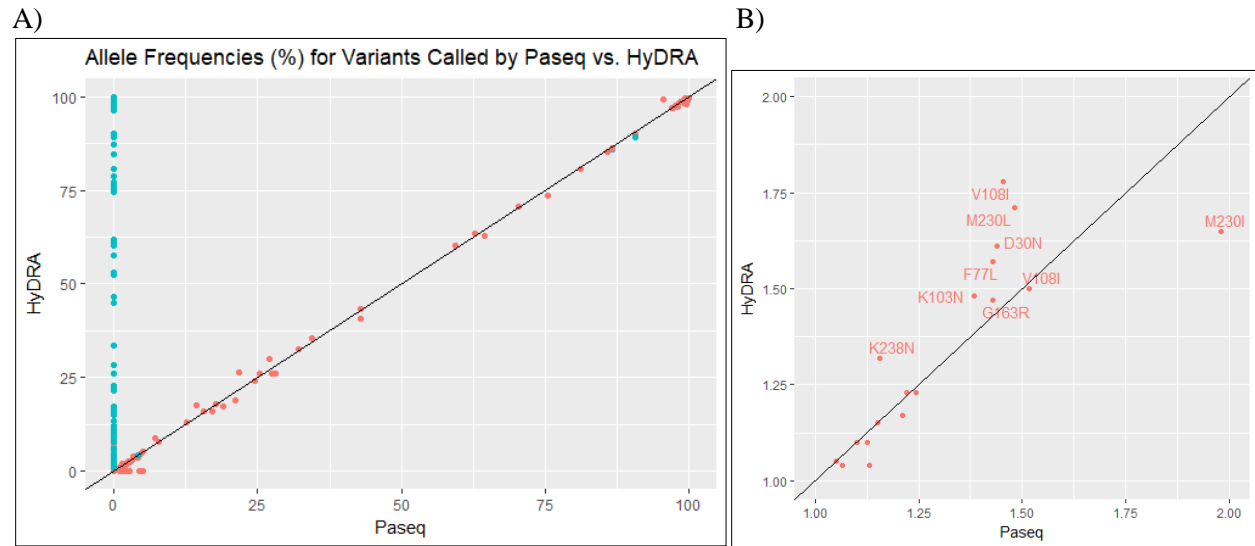 A)
B)
Allele Frequencies (%) for Variants Called by Paseq vs. HyDRA
HyDRA
100
75
50
25
0
0
25
50
75
100
Paseq
HyDRA
2.00
1.75
1.50
1.25
1.00
V108I
M230L
M230I
D30N
F77L
V108I
K103N
G163R
K238N
1.00
1.25
1.50
1.75
2.00
Paseq